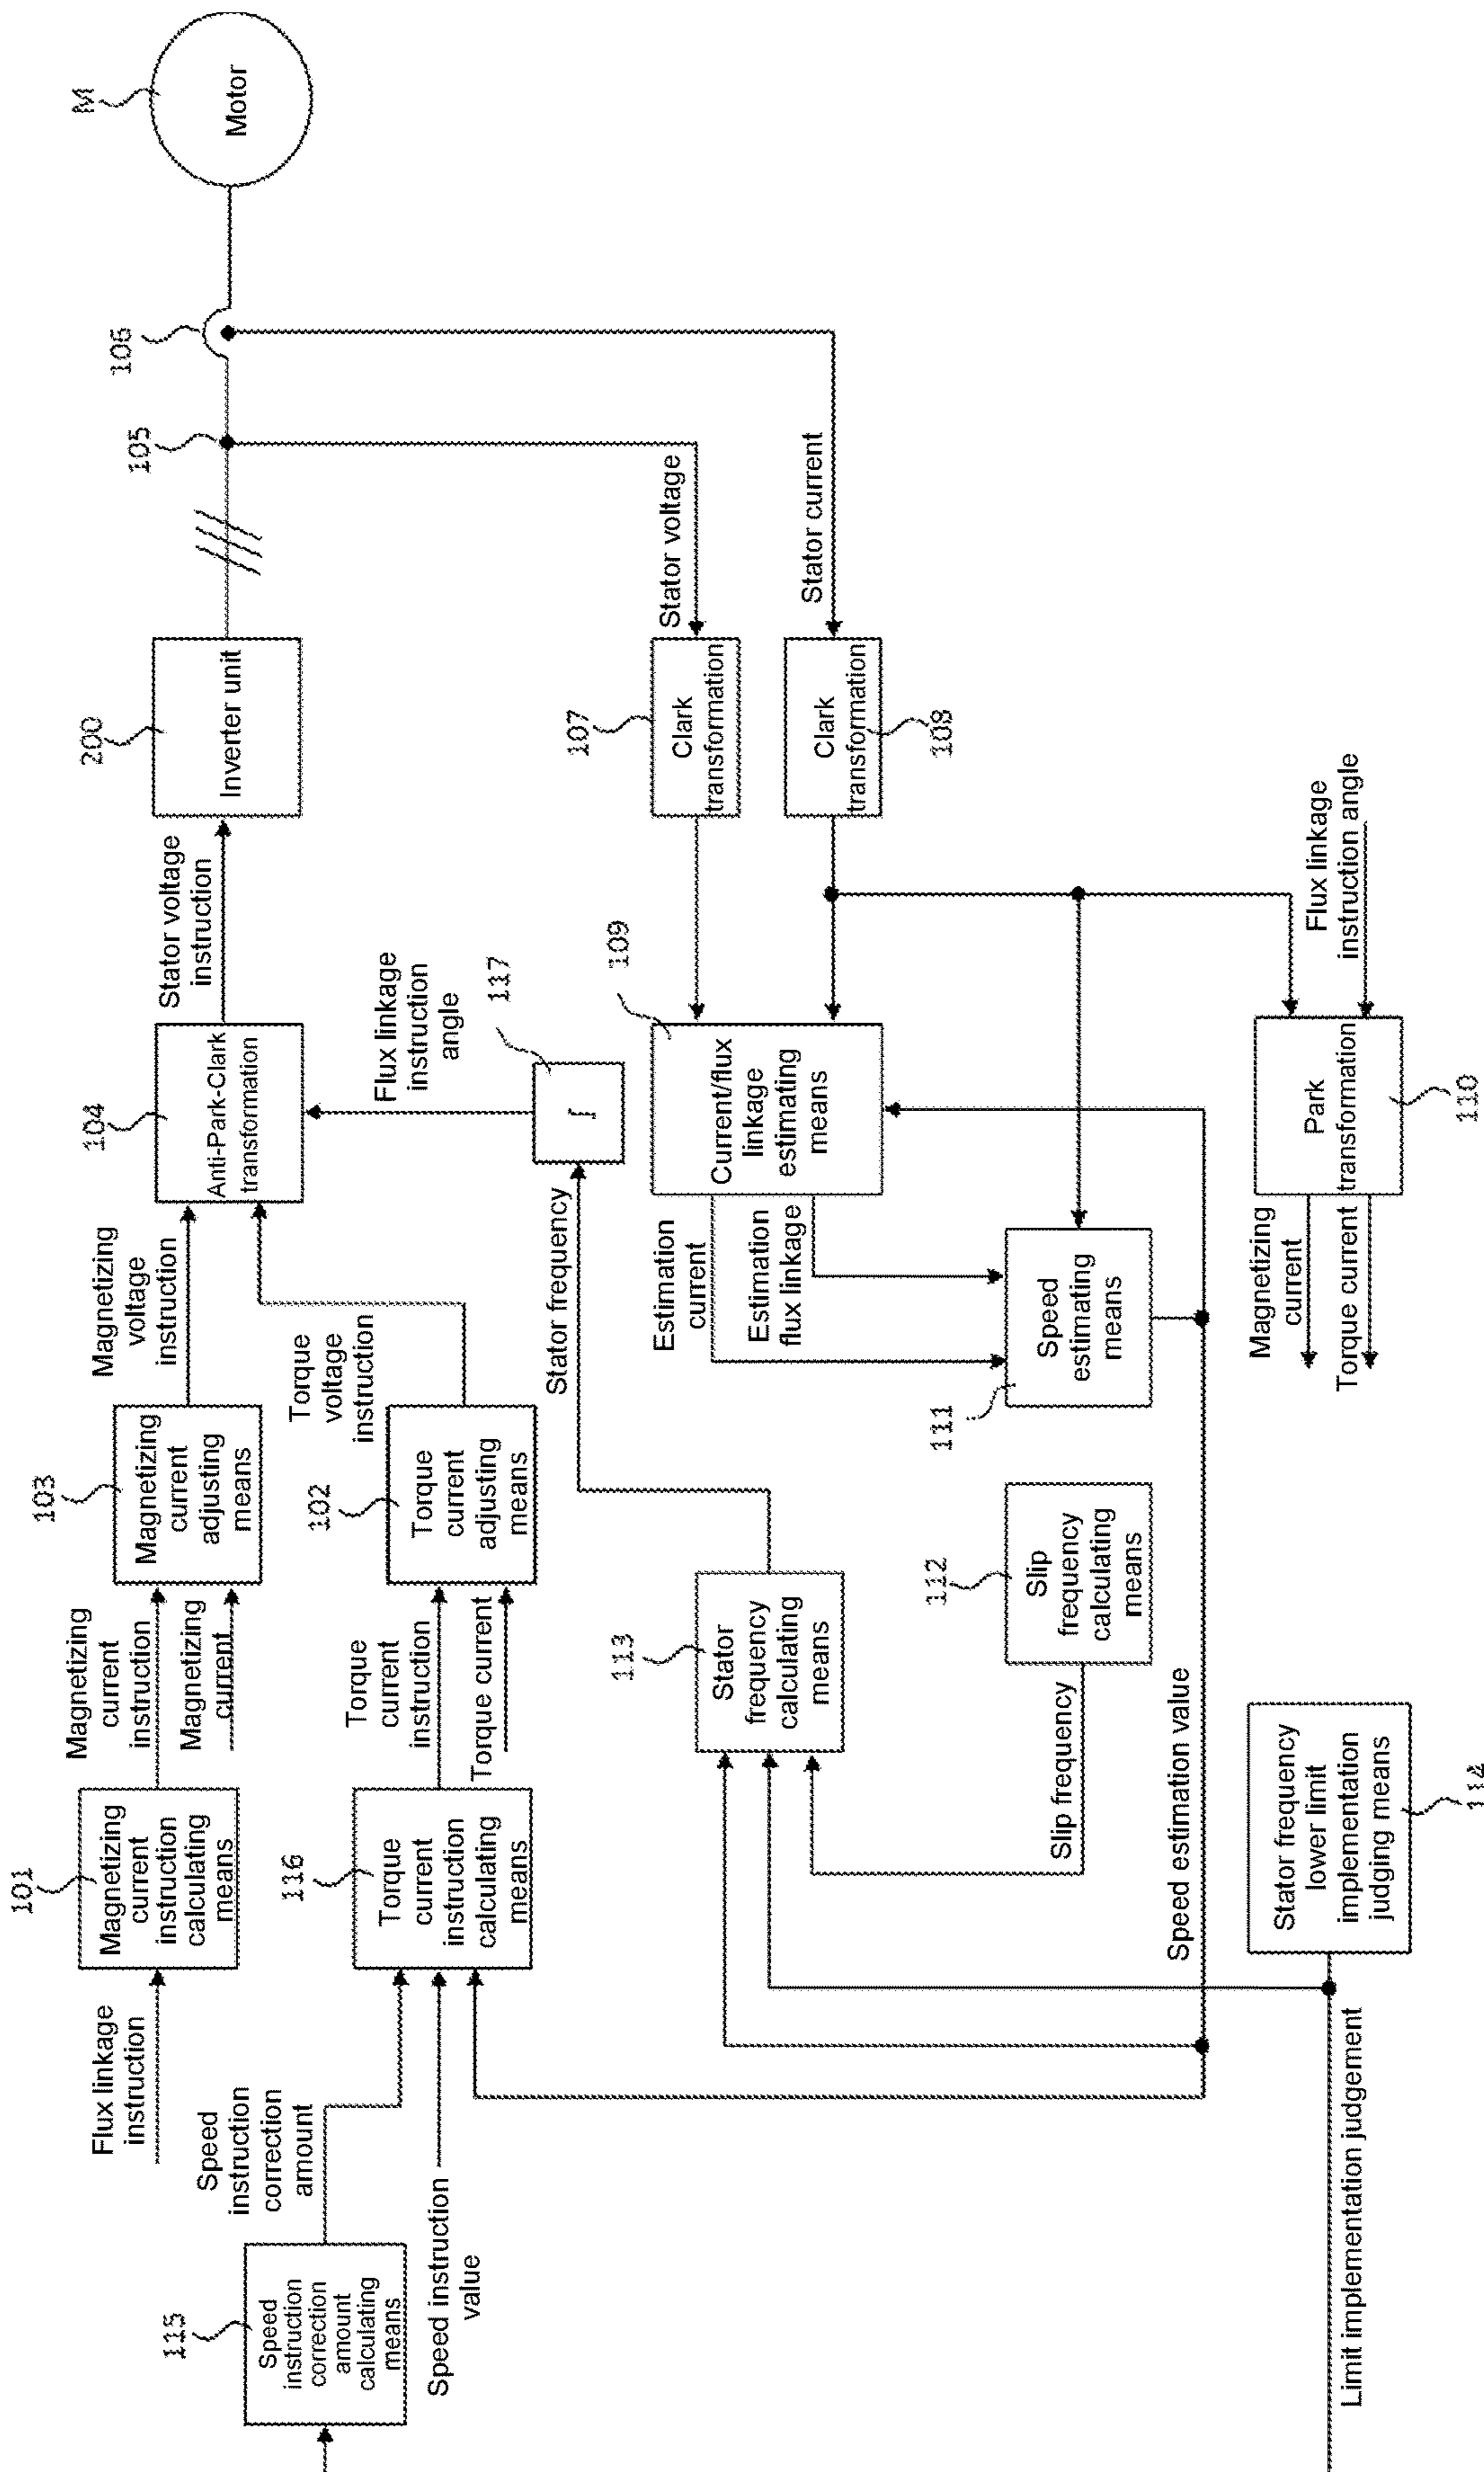 M
Motor
106
105
200
Inverter unit
Stator voltage
instruction
104
Anti-Park-Clark
transformation
Magnetizing
voltage
instruction
Torque
voltage
instruction
Flux linkage
instruction
angle
117
∫
Stator frequency
103
Magnetizing
current
adjusting
means
102
Torque
current
adjusting
means
Magnetizing
current
instruction
Magnetizing
current
Torque
current
instruction
Torque current
101
Magnetizing
current
instruction
calculating
means
116
Torque
current
instruction
calculating
means
Flux linkage
instruction
Speed
instruction
correction
amount
Speed instruction
value
115
Speed
instruction
correction
amount
calculating
means
Stator voltage
Stator current
107
Clark
transformation
Clark
transformation
108
109
Current/flux
linkage
estimating
means
Estimation
current
Estimation
flux linkage
Speed
estimating
means
111
Flux linkage
instruction angle
Park
transformation
110
Magnetizing
current
Torque current
113
Stator
frequency
calculating
means
112
Slip
frequency
calculating
means
Slip frequency
Speed estimation value
Stator frequency
lower limit
implementation
judging means
114
Limit implementation judgement